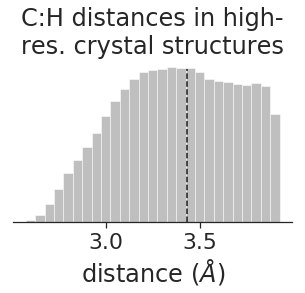 C:H distances in high-
res. crystal structures
3.0 3.5
distance (Å)